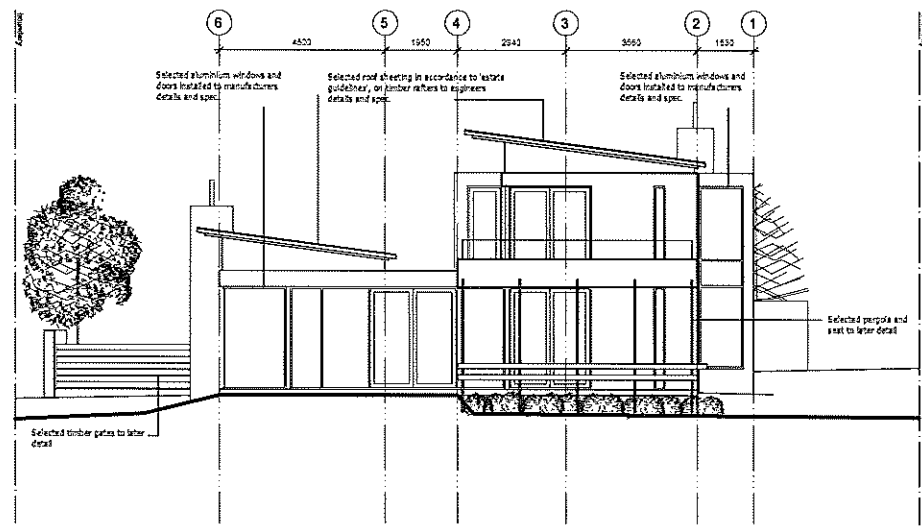 boundary
6 5 4 3 2 1
4500 1950 2940 3560 1530
Selected aluminium windows and
doors installed to manufacturers
details and spec.
Selected roof sheeting in accordance to 'estate
guidelines', on timber rafters to engineers
details and spec.
Selected aluminium windows and
doors installed to manufacturers
details and spec.
Selected pergola and
seat to later detail
Selected timber gates to later
detail